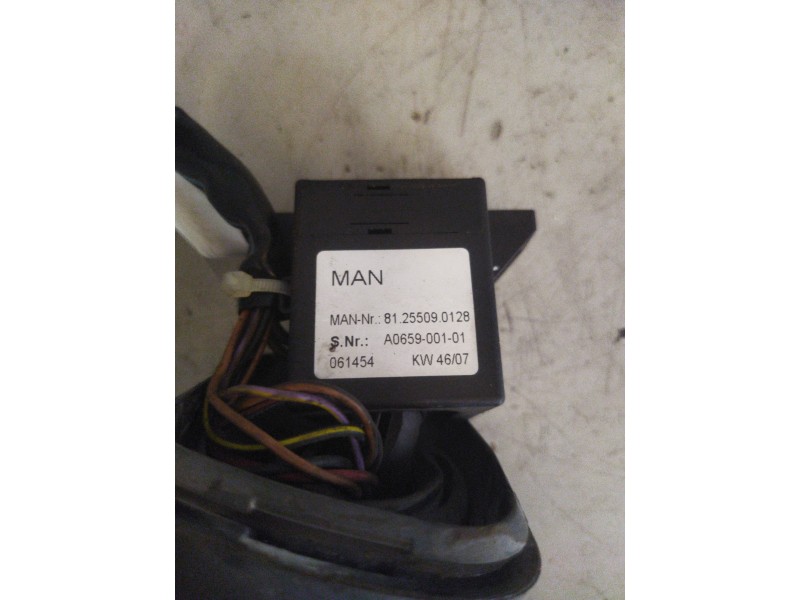 MAN
MAN-Nr.: 81.25509.0128
S.Nr.: A0659-001-01
061454 KW 46/07